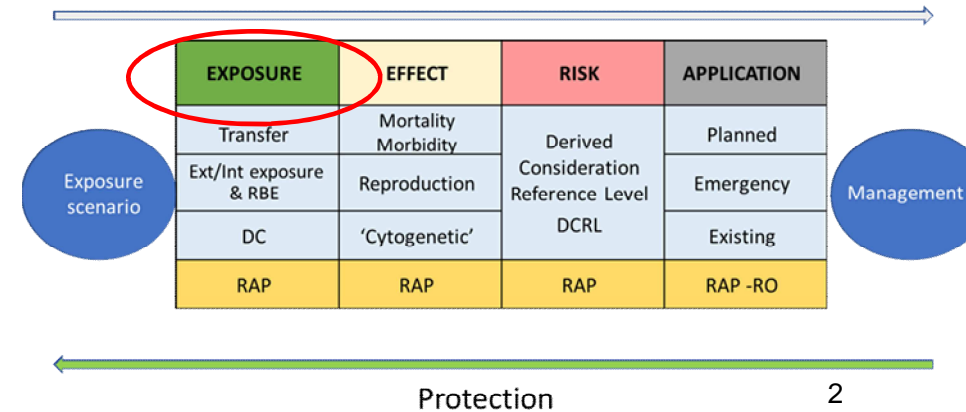 EXPOSURE
EFFECT
RISK
APPLICATION
Exposure
scenario
Transfer
Ext/Int exposure
& RBE
DC
Mortality
Morbidity
Reproduction
‘Cytogenetic’
Derived
Consideration
Reference Level
DCRL
Planned
Emergency
Existing
Management
RAP
RAP
RAP
RAP -RO
Protection
2